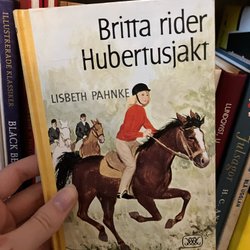 Britta rider
Hubertusjakt
LISBETH PAHNKE
ILLUSTRERADE KLASSIKER
BLACK